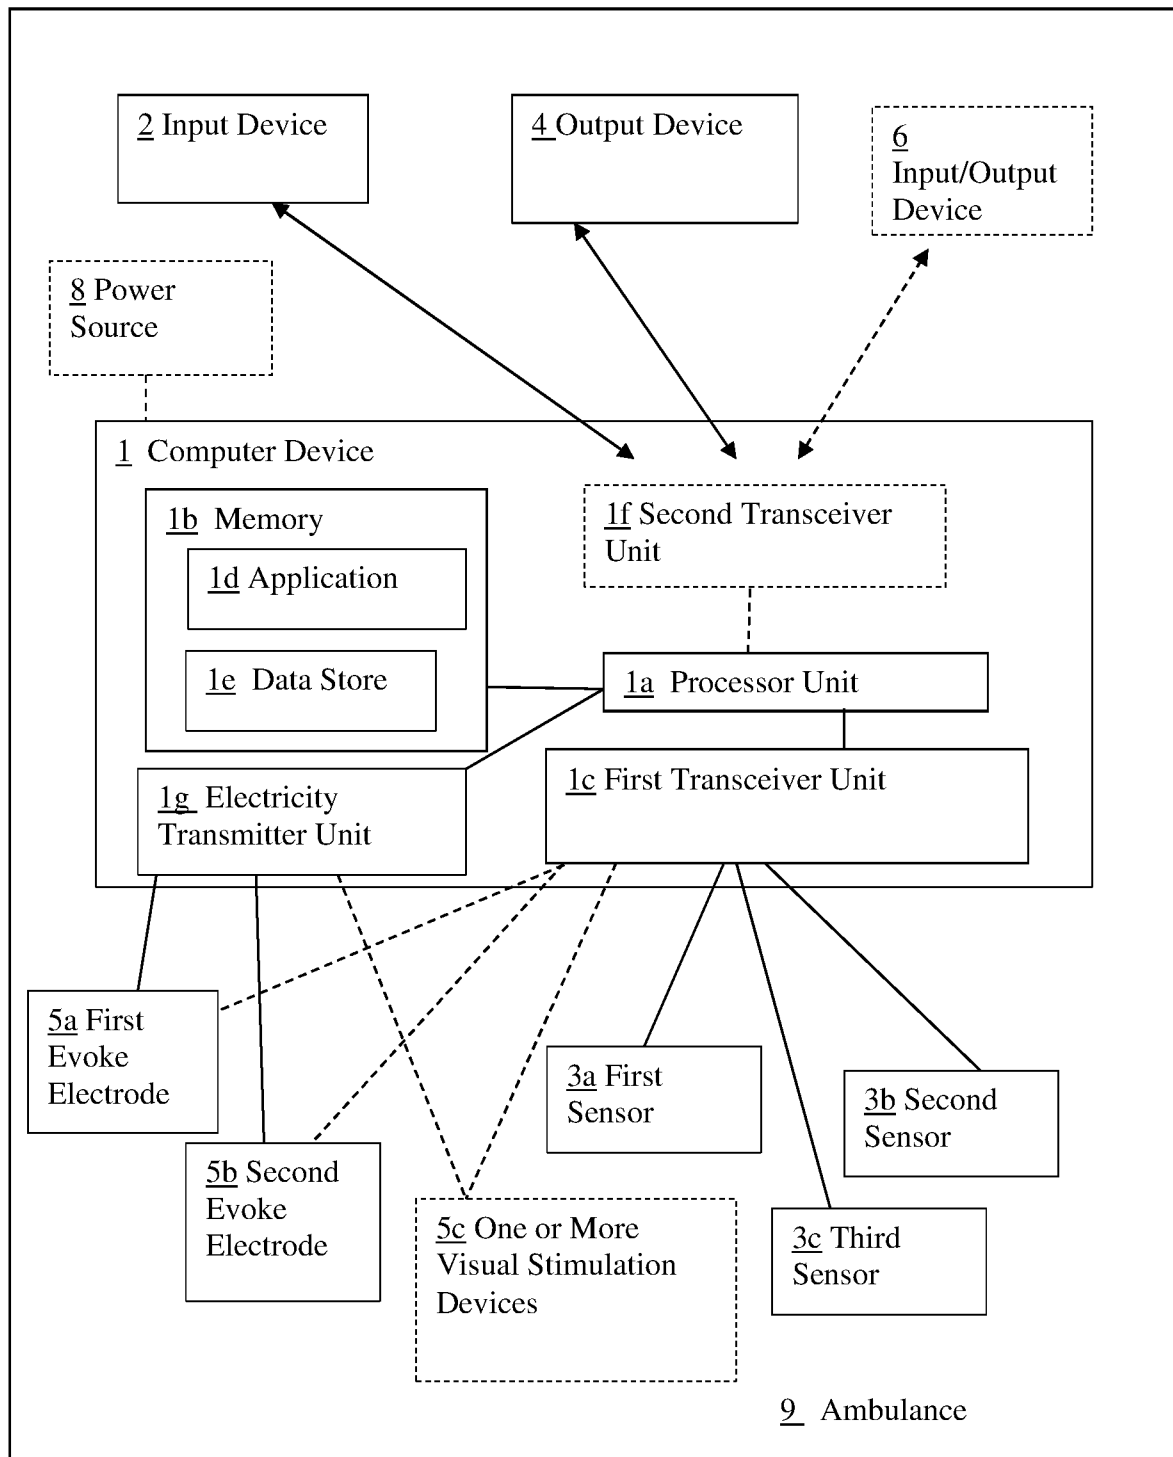 2 Input Device
4 Output Device
6
Input/Output
Device
8 Power
Source
1 Computer Device
1b Memory
1f Second Transceiver
Unit
1d Application
1e Data Store
1a Processor Unit
1c First Transceiver Unit
1g Electricity
Transmitter Unit
5a First
Evoke
Electrode
3a First
Sensor
3b Second
Sensor
5b Second
Evoke
Electrode
5c One or More
Visual Stimulation
Devices
3c Third
Sensor
9 Ambulance